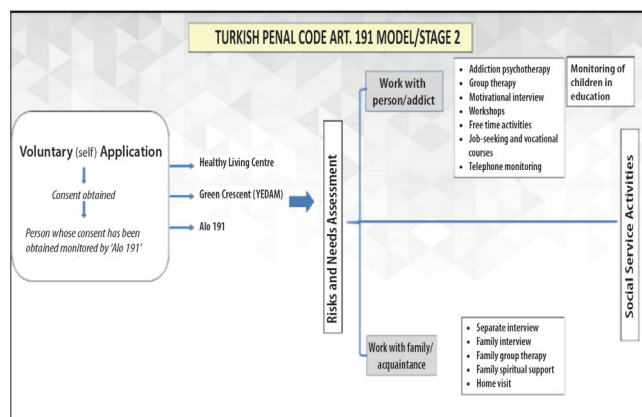 TURKISH PENAL CODE ART. 191 MODEL/STAGE 2
Voluntary (self) Application
Consent obtained
Person whose consent has been
obtained monitored by 'Alo 191'
Healthy Living Centre
Green Crescent (YEDAM)
Alo 191
Risks and Needs Assessment
Work with
person/addict
• Addiction psychotherapy
• Group therapy
• Motivational interview
• Workshops
• Free time activities
• Job-seeking and vocational
courses
• Telephone monitoring
Monitoring of
children in
education
Work with family/
acquaintance
• Separate interview
• Family interview
• Family group therapy
• Family spiritual support
• Home visit
Social Service Activities